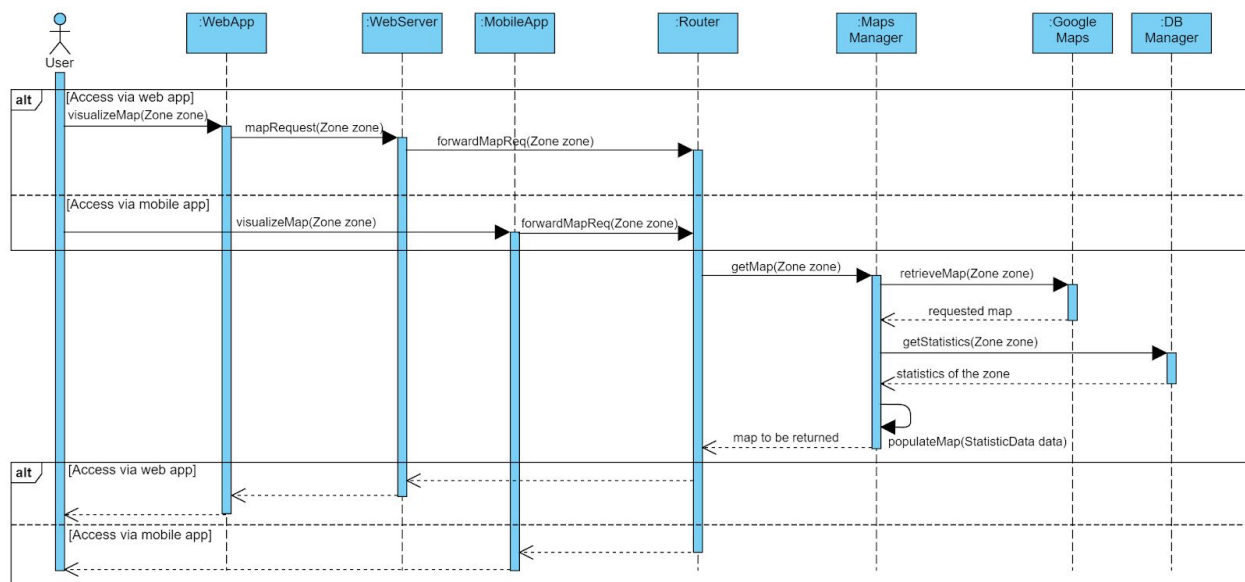 :WebApp
:WebServer
:MobileApp
:Router
:Maps
Manager
:Google
Maps
:DB
Manager
User
alt
[Access via web app]
visualizeMap(Zone zone)
mapRequest(Zone zone)
forwardMapReq(Zone zone)
[Access via mobile app]
visualizeMap(Zone zone)
forwardMapReq(Zone zone)
getMap(Zone zone)
retrieveMap(Zone zone)
requested map
getStatistics(Zone zone)
statistics of the zone
map to be returned
populateMap(StatisticData data)
alt
[Access via web app]
[Access via mobile app]